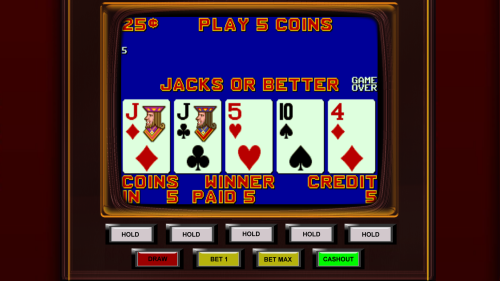 25¢ PLAY 5 COINS
5
JACKS OR BETTER GAME OVER
J J 5 10 4
COINS WINNER CREDIT
IN 5 PAID 5 5
HOLD HOLD HOLD HOLD HOLD
DRAW BET 1 BET MAX CASHOUT